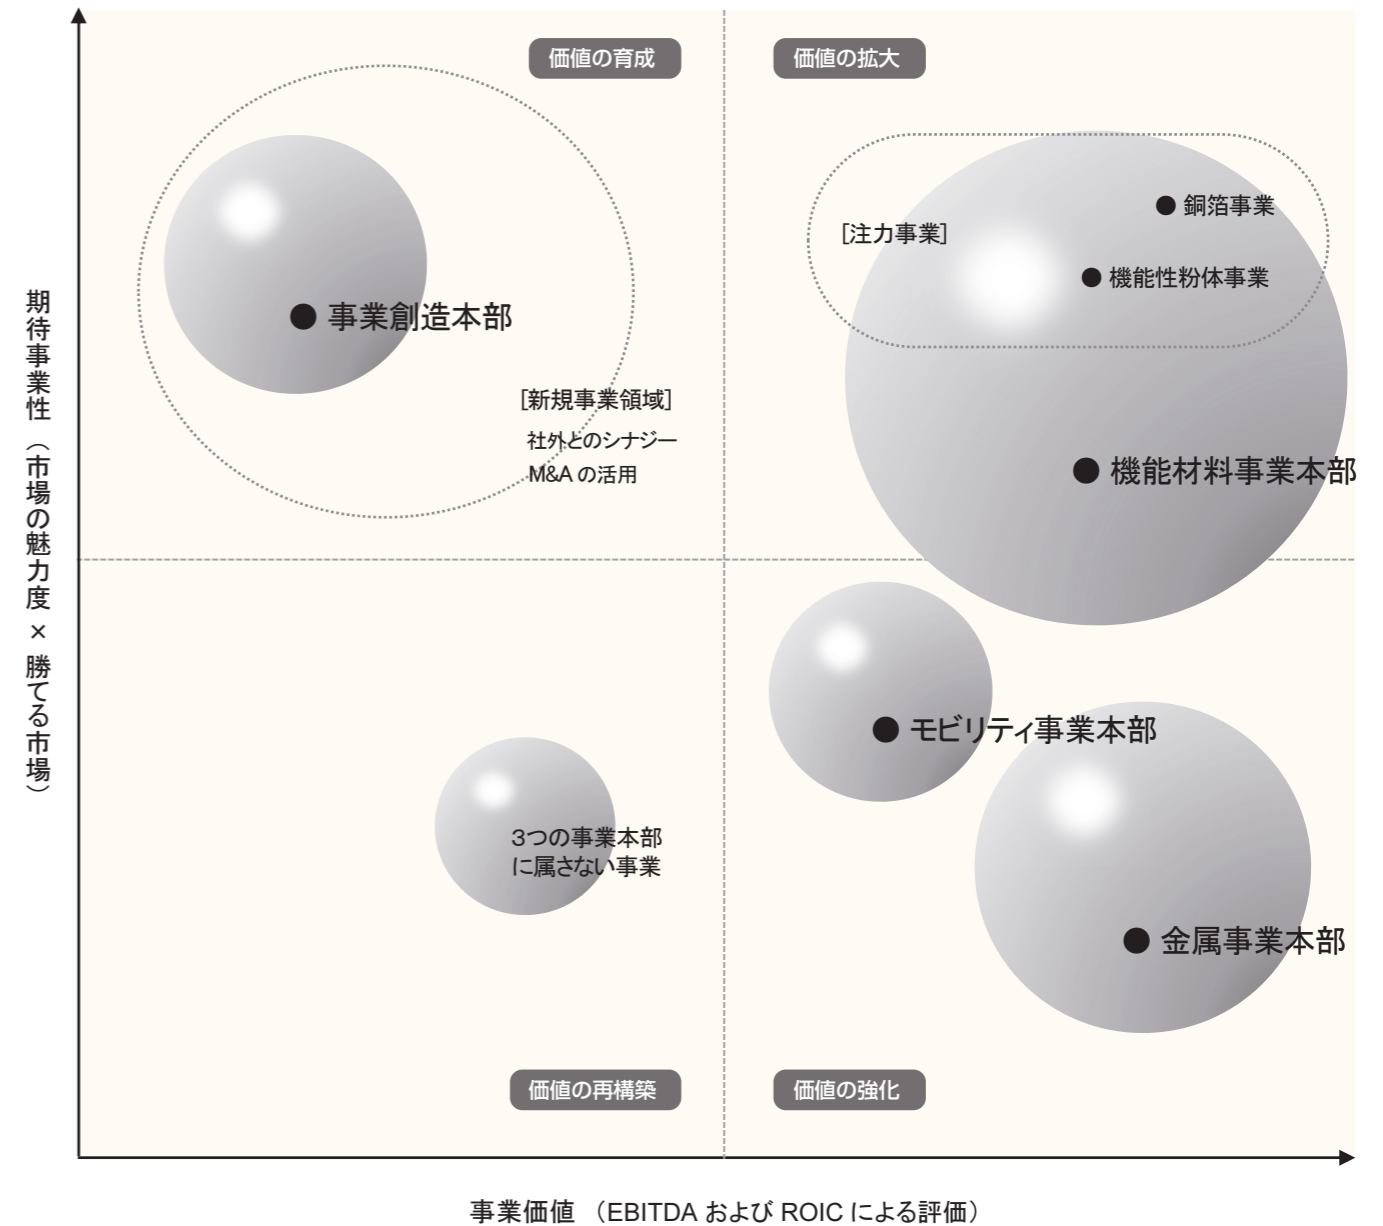 価値の育成
価値の拡大
● 銅箔事業
[注力事業]
● 機能性粉体事業
● 事業創造本部
[新規事業領域]
社外とのシナジー
M&A の活用
● 機能材料事業本部
● モビリティ事業本部
3つの事業本部
に属さない事業
● 金属事業本部
価値の再構築
価値の強化
期待事業性（市場の魅力度 × 勝てる市場）
事業価値 （EBITDA および ROIC による評価）